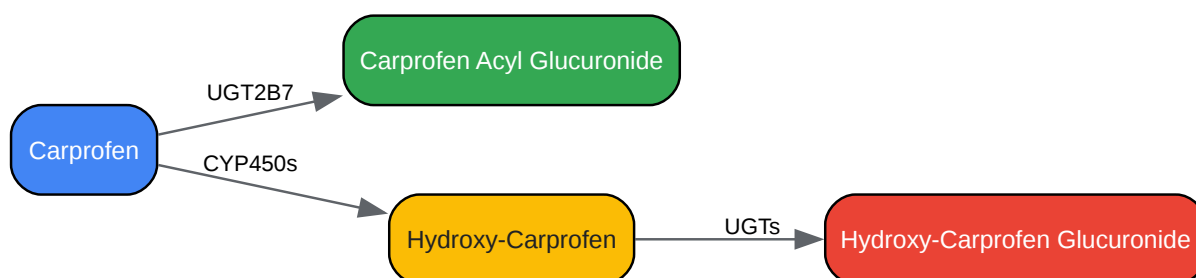 Carprofen Acyl Glucuronide
UGT2B7
Carprofen
CYP450s
Hydroxy-Carprofen
UGTs
Hydroxy-Carprofen Glucuronide